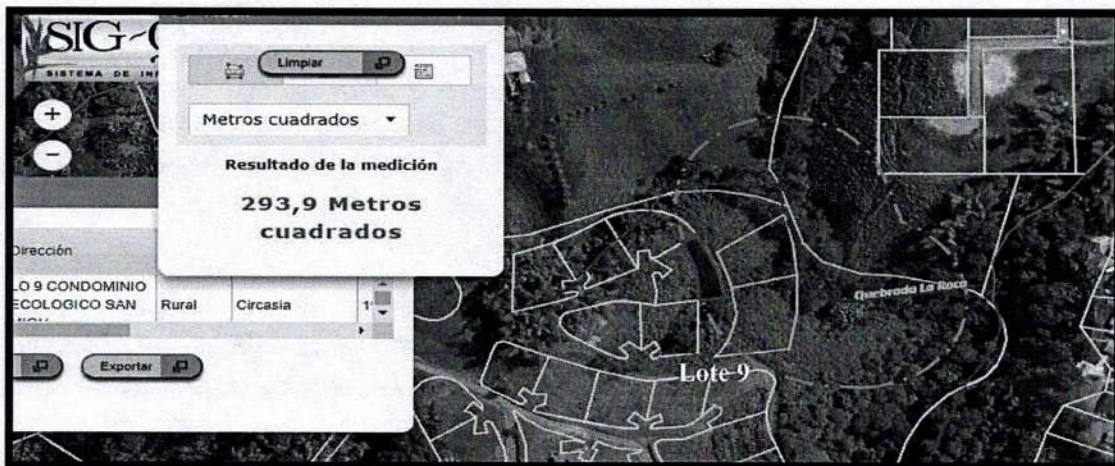 SIG~
SISTEMA DE
Limpiar
Metros cuadrados
Resultado de la medición
293,9 Metros
cuadrados
Dirección
LO 9 CONDOMINIO
ECOLOGICO SAN
Rural
Circasia
Exportar
Quebrada La Roca
Lote 9